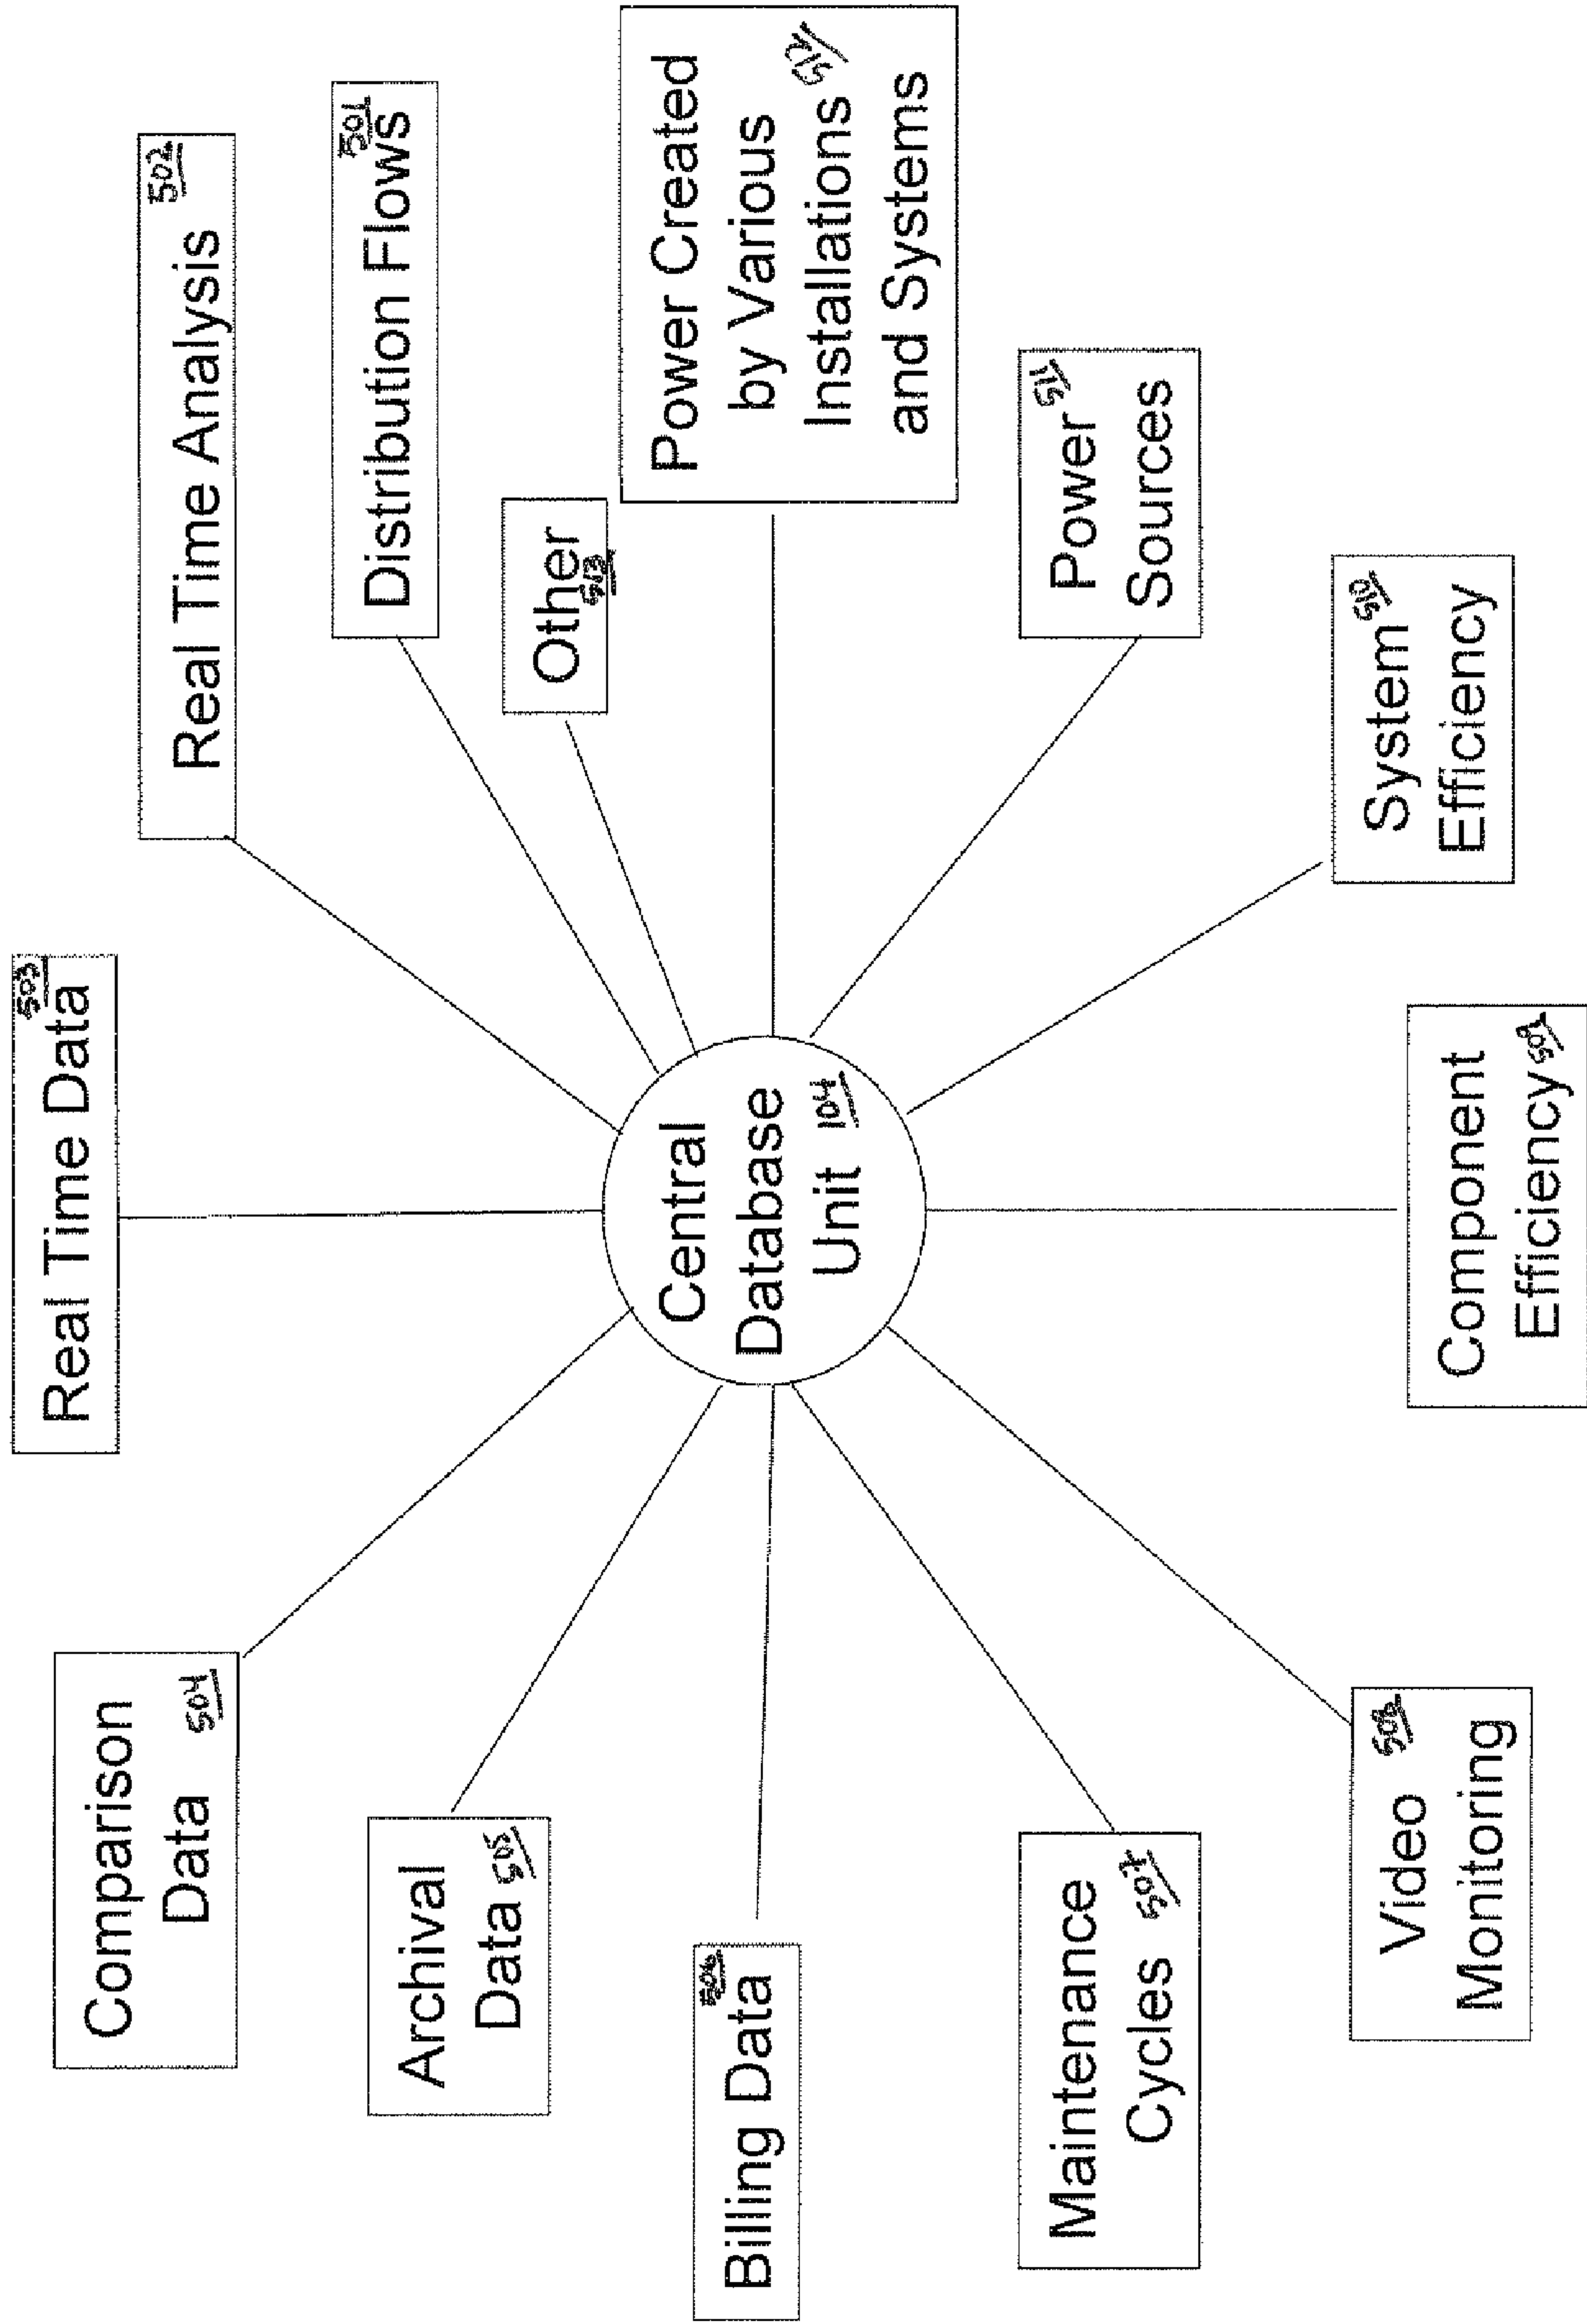 Real Time Data 503
Real Time Analysis 502
Distribution Flows 501
Other 513
Power Created
by Various
Installations 512
and Systems
Power 511
Sources
System 510
Efficiency
Component
Efficiency 509
Video 508
Monitoring
Maintenance
Cycles 507
Billing Data 506
Archival
Data 505
Comparison
Data 504
Central
Database
Unit 104